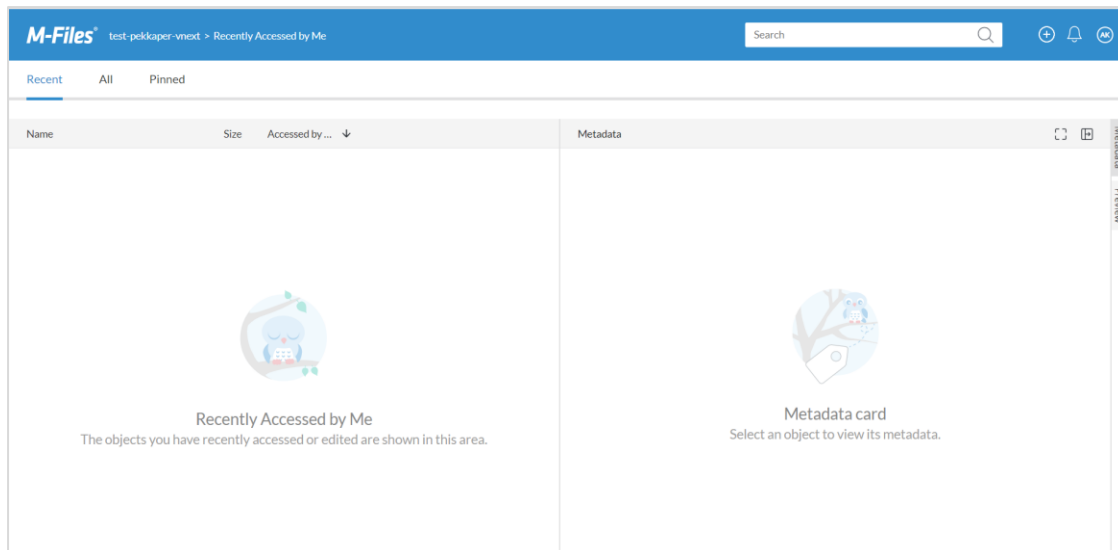 M-Files® test-pekkaper-vnext > Recently Accessed by Me Search AK
Recent All Pinned
Name Size Accessed by ... Metadata
Metadata
Preview
Recently Accessed by Me
The objects you have recently accessed or edited are shown in this area.
Metadata card
Select an object to view its metadata.